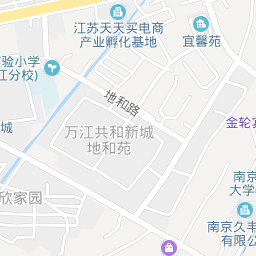 江苏天天买电商
产业孵化基地
宜馨苑
验小学
江分校)
地和路
金轮
万江共和新城
地和苑
城
南京
大学
欣家园
南京久丰
有限公